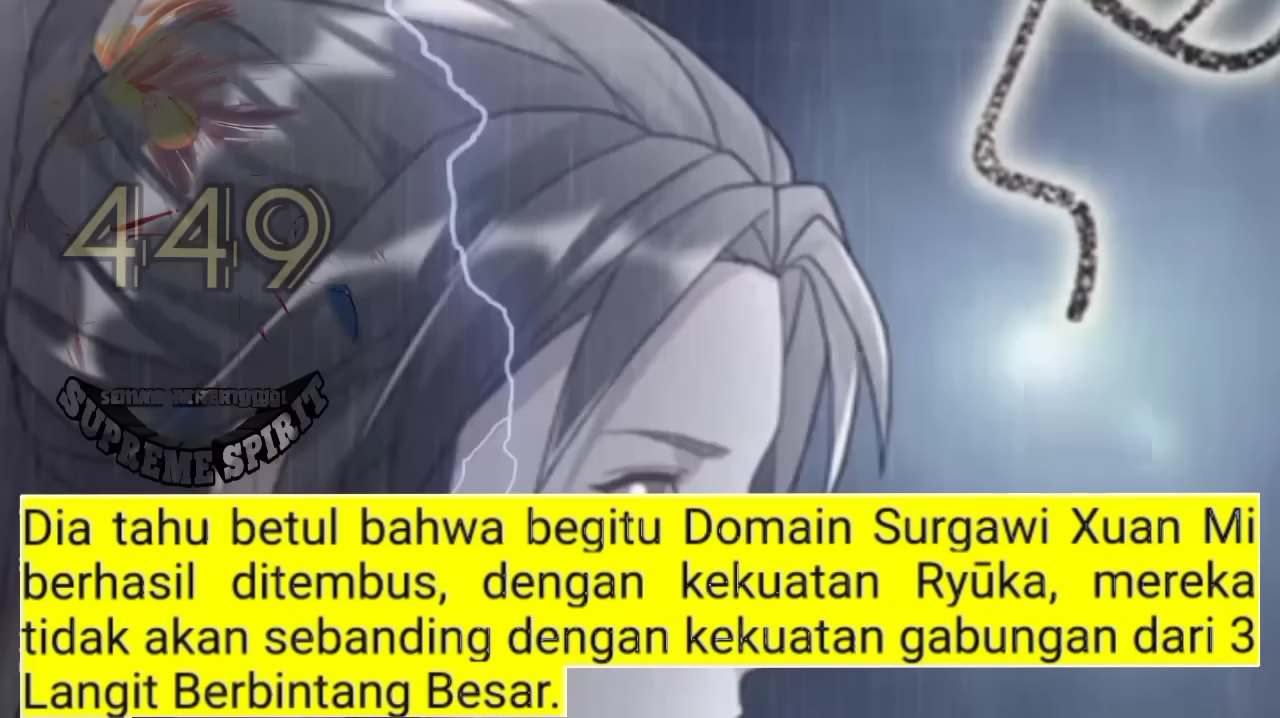 449
SUPREME SPIRIT
Dia tahu betul bahwa begitu Domain Surgawi Xuan Mi
berhasil ditembus, dengan kekuatan Ryūka, mereka
tidak akan sebanding dengan kekuatan gabungan dari 3
Langit Berbintang Besar.